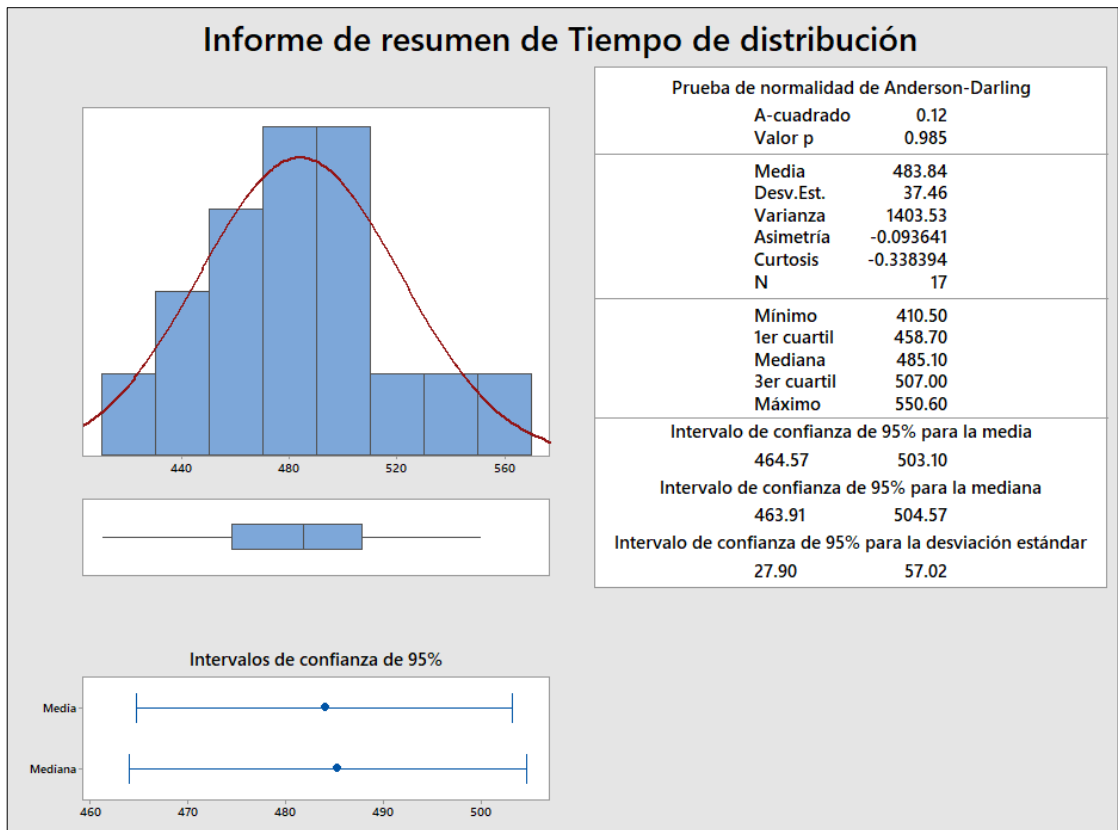 Informe de resumen de Tiempo de distribución
440 480 520 560
Intervalos de confianza de 95%
Media
Mediana
460 470 480 490 500
Prueba de normalidad de Anderson-Darling
A-cuadrado 0.12
Valor p 0.985
Media 483.84
Desv.Est. 37.46
Varianza 1403.53
Asimetría -0.093641
Curtosis -0.338394
N 17
Mínimo 410.50
1er cuartil 458.70
Mediana 485.10
3er cuartil 507.00
Máximo 550.60
Intervalo de confianza de 95% para la media
464.57 503.10
Intervalo de confianza de 95% para la mediana
463.91 504.57
Intervalo de confianza de 95% para la desviación estándar
27.90 57.02